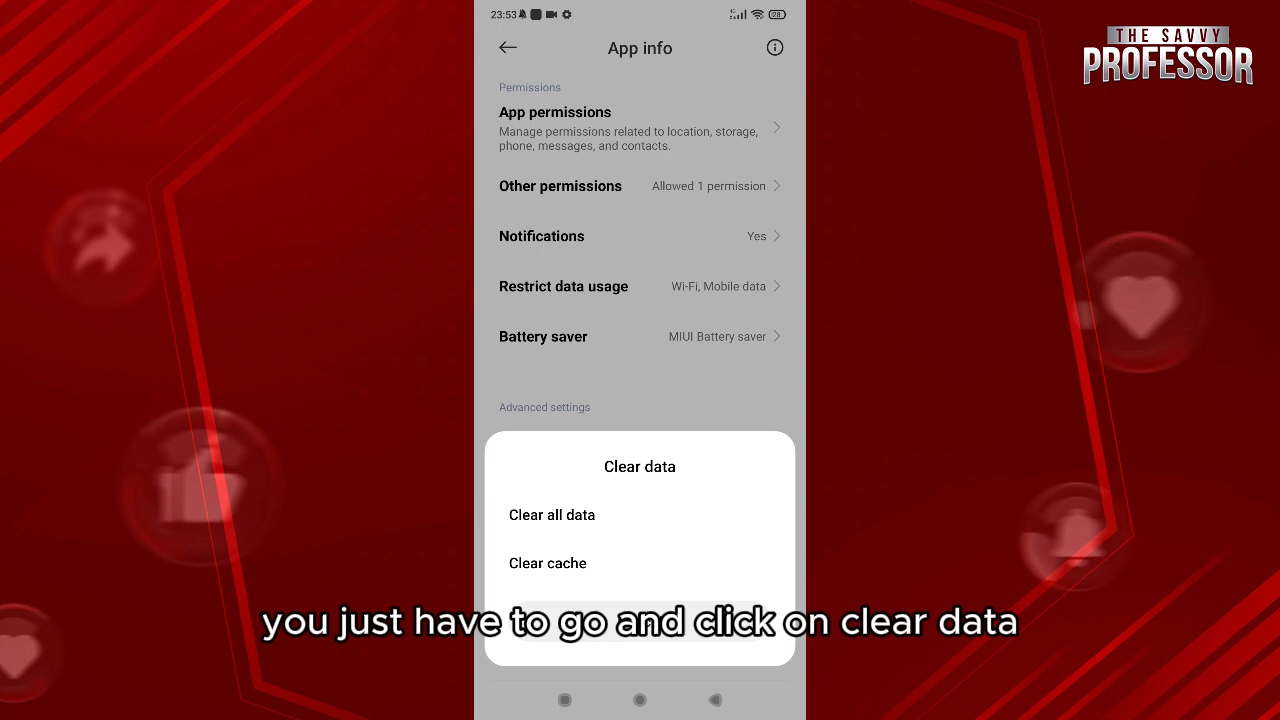 23:53
28
THE SAVVY
PROFESSOR
App info
Permissions
App permissions
Manage permissions related to location, storage,
phone, messages, and contacts.
Other permissions Allowed 1 permission
Notifications Yes
Restrict data usage Wi-Fi, Mobile data
Battery saver MIUI Battery saver
Advanced settings
Clear data
Clear all data
Clear cache
you just have to go and click on clear data